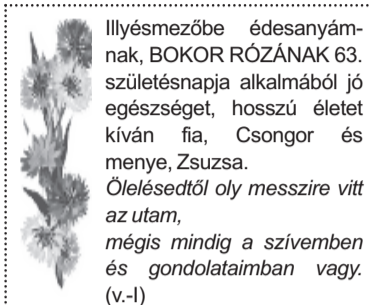 Illyésmezőbe édesanyám-
nak, BOKOR RÓZÁNAK 63.
születésnapja alkalmából jó
egészséget, hosszú életet
kíván fia, Csongor és
menye, Zsuzsa.
Ölelésedtől oly messzire vitt
az utam,
mégis mindig a szívemben
és gondolataimban vagy.
(v.-I)